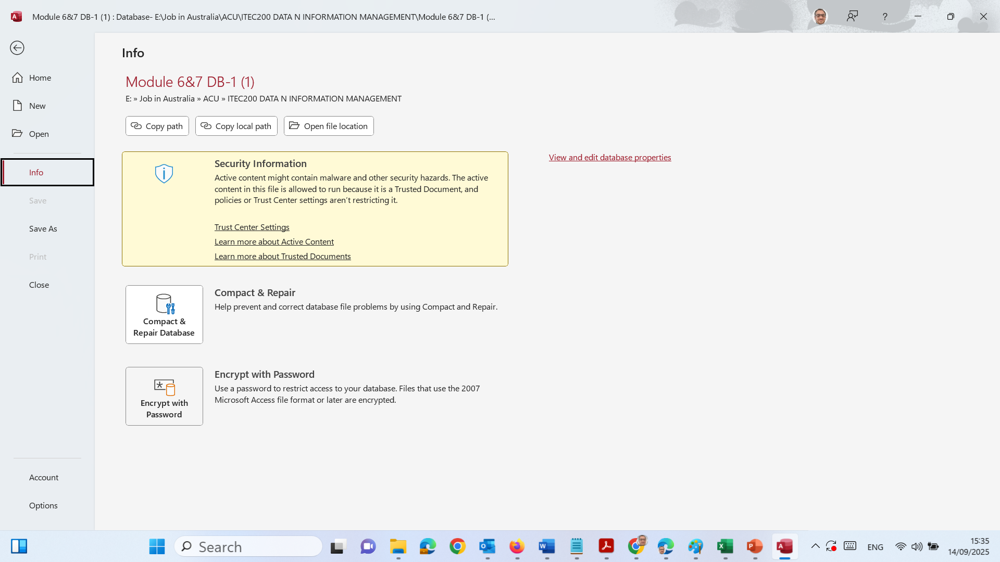 Module 6&7 DB-1 (1) : Database- E:\Job in Australia\ACU\ITEC200 DATA N INFORMATION MANAGEMENT\Module 6&7 DB-1 (...
?
Home
New
Open
Info
Save
Save As
Print
Close
Account
Options
Info
Module 6&7 DB-1 (1)
E: » Job in Australia » ACU » ITEC200 DATA N INFORMATION MANAGEMENT
Copy path
Copy local path
Open file location
Security Information
Active content might contain malware and other security hazards. The active
content in this file is allowed to run because it is a Trusted Document, and
policies or Trust Center settings aren’t restricting it.
Trust Center Settings
Learn more about Active Content
Learn more about Trusted Documents
View and edit database properties
Compact &
Repair Database
Compact & Repair
Help prevent and correct database file problems by using Compact and Repair.
Encrypt with
Password
Encrypt with Password
Use a password to restrict access to your database. Files that use the 2007
Microsoft Access file format or later are encrypted.
Search
ENG
15:35
14/09/2025